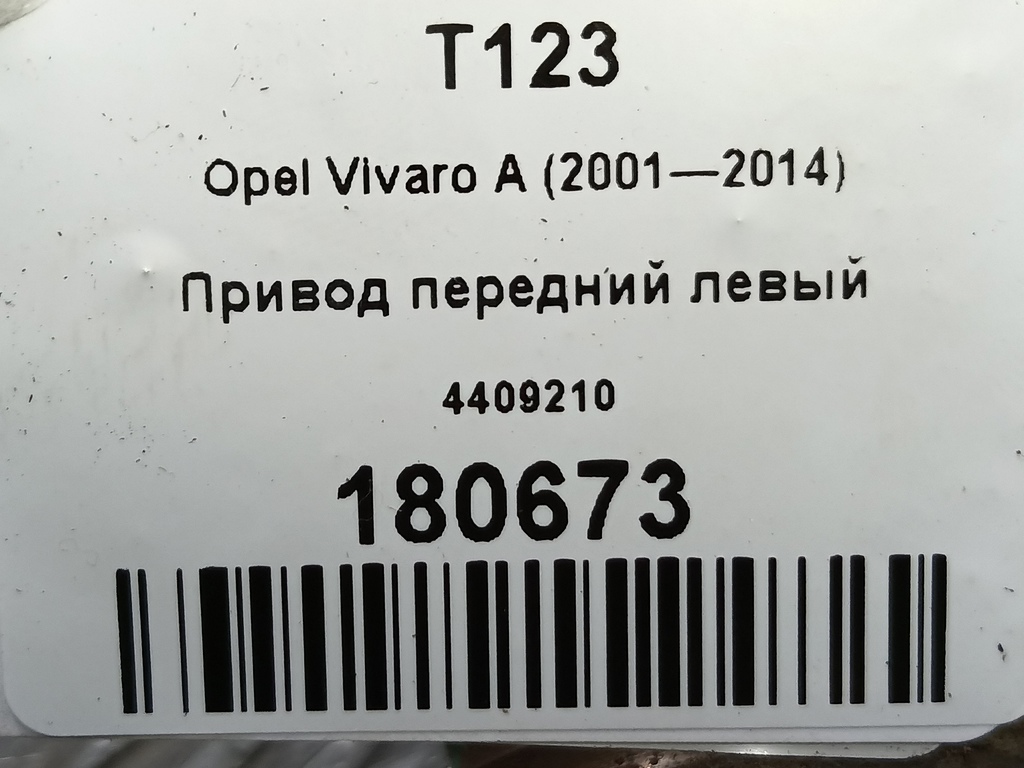 T123
Opel Vivaro A (2001—2014)
Привод передний левый
4409210
180673